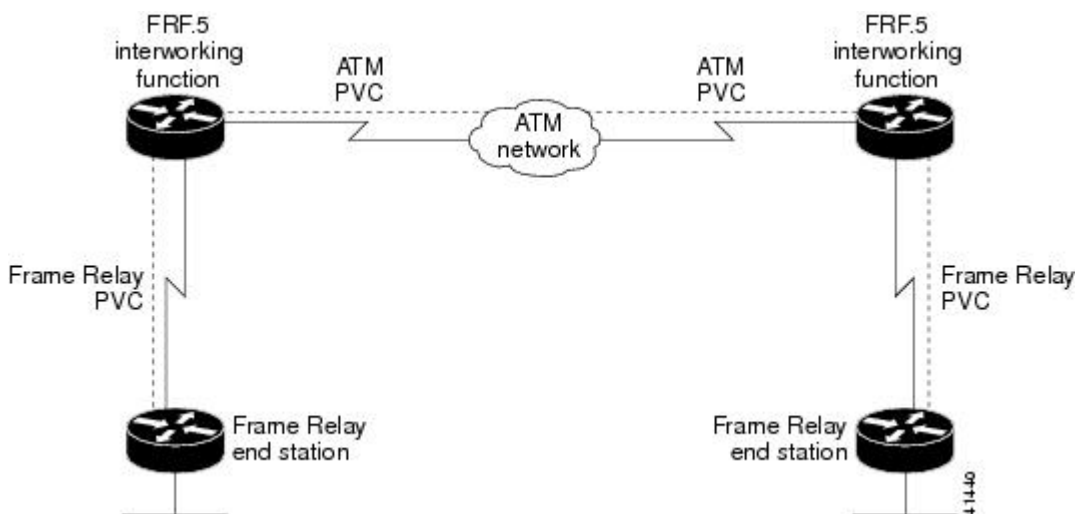 FRF.5
interworking
function
FRF.5
interworking
function
ATM
PVC
ATM
PVC
ATM
network
Frame Relay
PVC
Frame Relay
PVC
Frame Relay
end station
Frame Relay
end station
41440